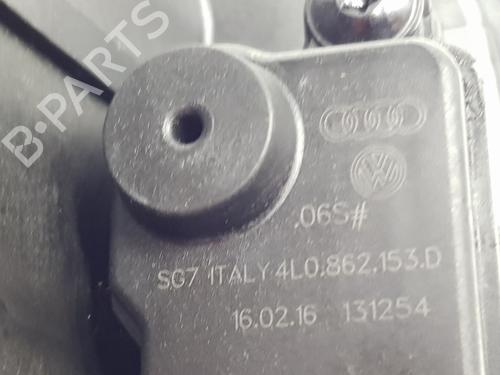 B-PARTS
.06S#
SG7 ITALY 4L0.862.153.D
16.02.16 131254